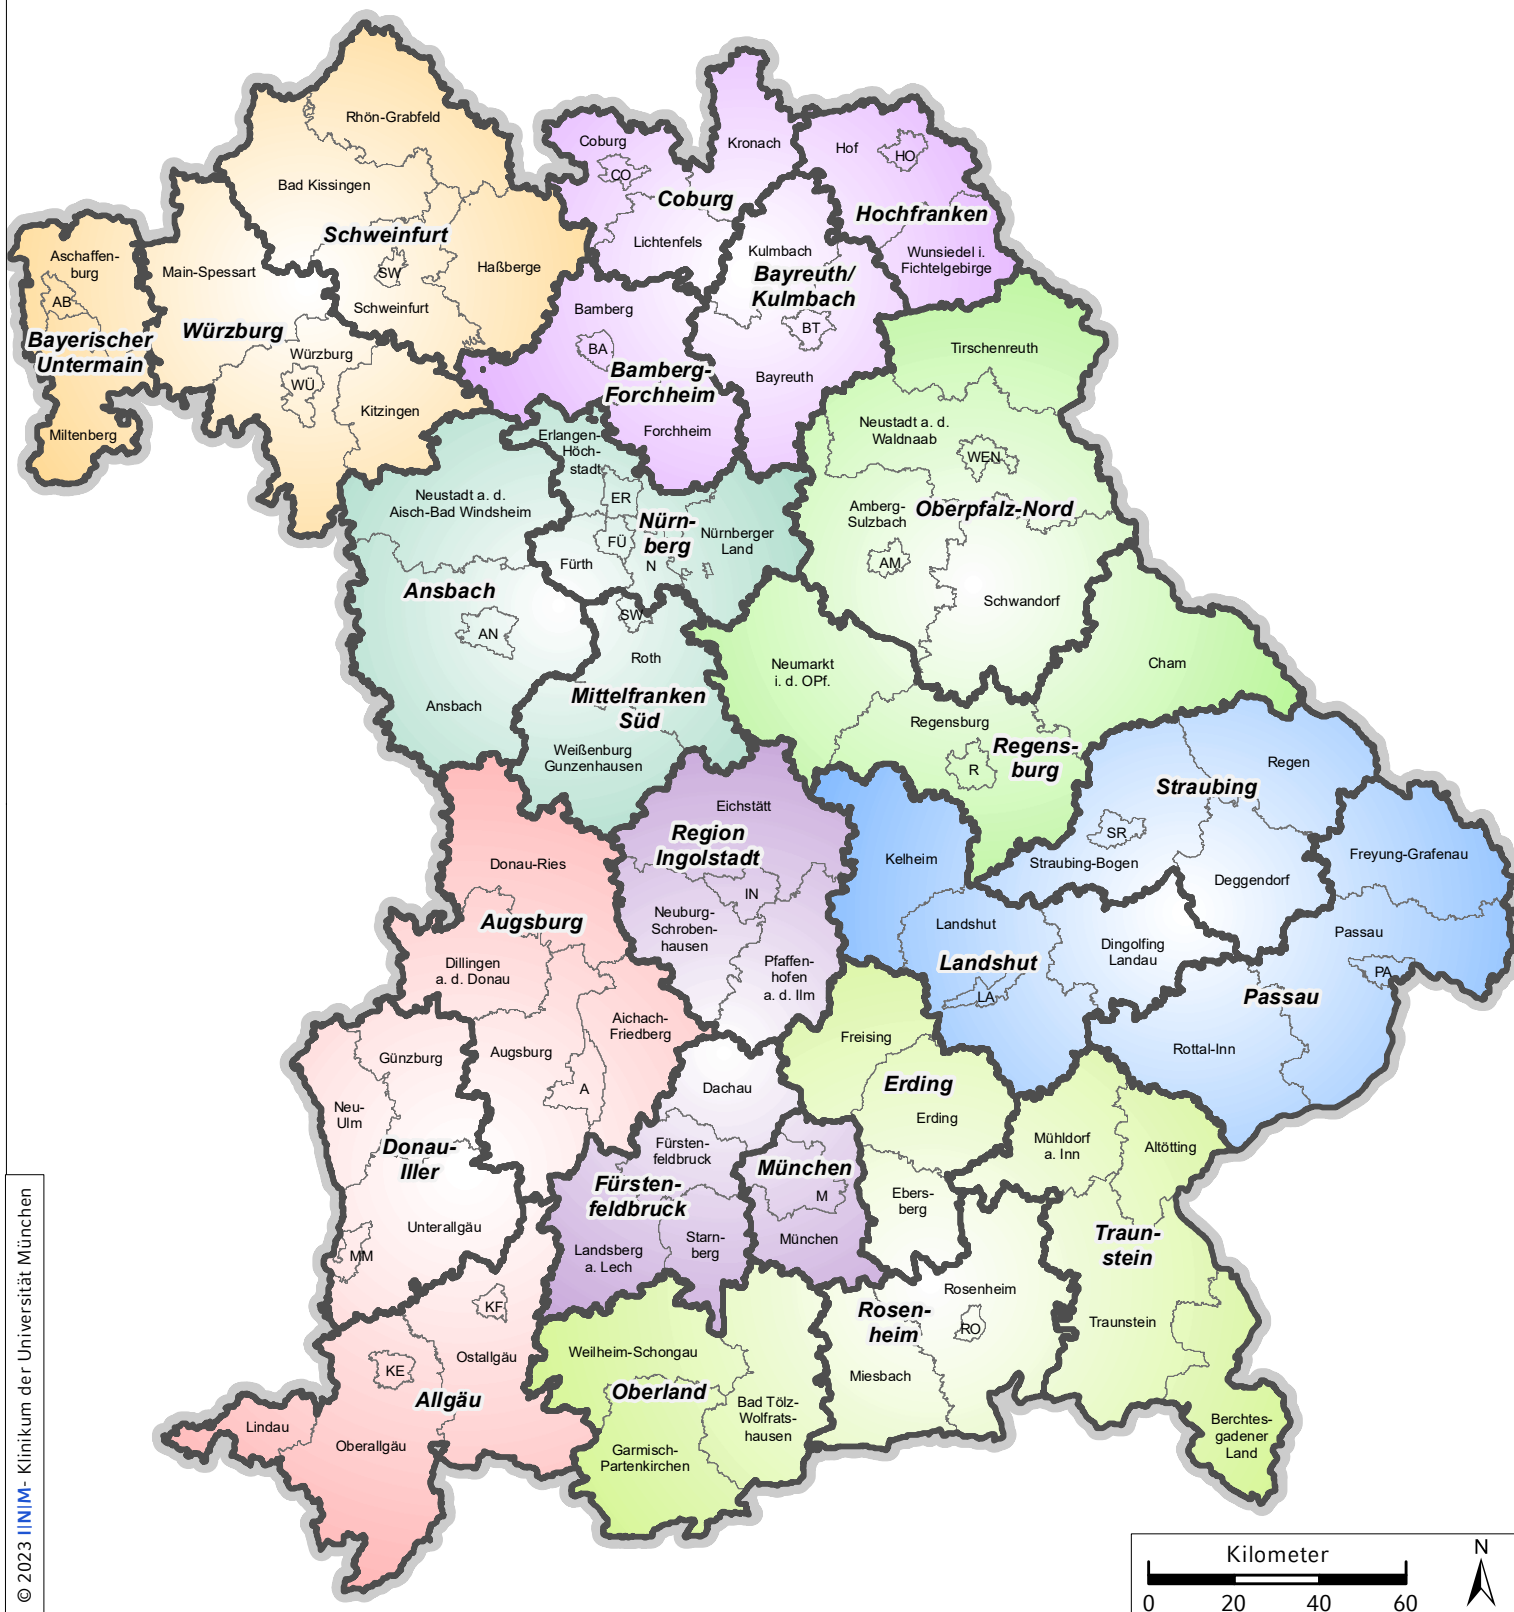 Rhön-Grabfeld
Bad Kissingen
Schweinfurt
SW
Schweinfurt
Haßberge
Aschaffen-
burg
AB
Bayerischer
Untermain
Miltenberg
Main-Spessart
Würzburg
Würzburg
WÜ
Kitzingen
Coburg
CO
Kronach
Coburg
Lichtenfels
Hof
HO
Hochfranken
Wunsiedel i.
Fichtelgebirge
Kulmbach
Bayreuth/
Kulmbach
BT
Bayreuth
Bamberg
BA
Bamberg-
Forchheim
Forchheim
Tirschenreuth
Neustadt a. d.
Waldnaab
WEN
Amberg-
Sulzbach
Oberpfalz-Nord
AM
Schwandorf
Erlangen-
Höch-
stadt
ER
Nürn-
berg
Nürnberger
Land
FÜ
Fürth
N
Neustadt a. d.
Aisch-Bad Windsheim
Ansbach
AN
Ansbach
SW
Roth
Mittelfranken
Süd
Weißenburg
Gunzenhausen
Neumarkt
i. d. OPf.
Cham
Regensburg
R
Regens-
burg
Regen
Straubing
SR
Straubing-Bogen
Deggendorf
Freyung-Grafenau
Passau
PA
Passau
Rottal-Inn
Kelheim
Landshut
Landshut
LA
Dingolfing
Landau
Eichstätt
Region
Ingolstadt
IN
Neuburg-
Schroben-
hausen
Pfaffen-
hofen
a. d. Ilm
Donau-Ries
Augsburg
Dillingen
a. d. Donau
Aichach-
Friedberg
Augsburg
A
Günzburg
Neu-
Ulm
Donau-
Iller
Unterallgäu
MM
Freising
Erding
Erding
Dachau
Fürsten-
feldbruck
Fürsten-
feldbruck
Landsberg
a. Lech
Starn-
berg
München
M
München
Ebers-
berg
Mühldorf
a. Inn
Altötting
Traun-
stein
Traunstein
Berchtes-
gadener
Land
Rosenheim
Rosen-
heim
RO
Miesbach
KF
Ostallgäu
KE
Allgäu
Lindau
Oberallgäu
Weilheim-Schongau
Oberland
Bad Tölz-
Wolfrats-
hausen
Garmisch-
Partenkirchen
© 2023 I|N|M- Klinikum der Universität München
Kilometer
0 20 40 60
N